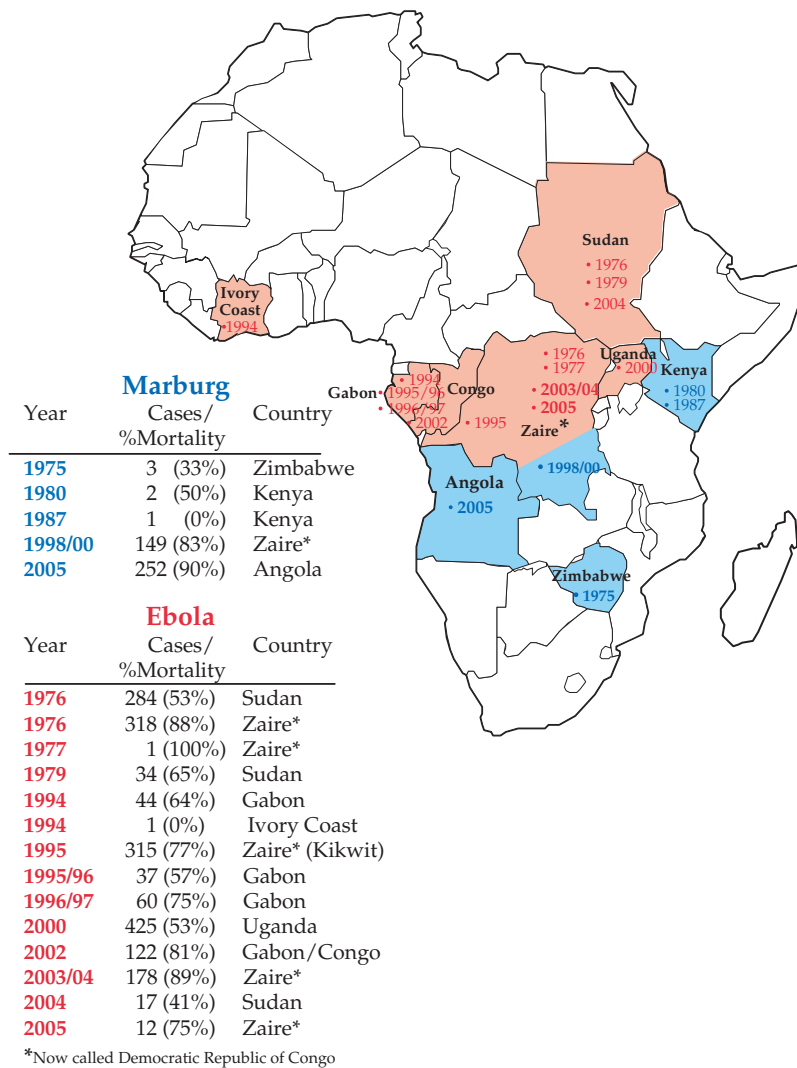 Sudan
• 1976
• 1979
• 2004
Ivory
Coast
•1994
• 1976
• 1977
• 2003/04
• 2005
Zaire*
Uganda
• 2000
Kenya
• 1980
• 1987
Gabon
• 1994
• 1995/96
• 1996/97
• 2002
Congo
• 1995
• 1998/00
Angola
• 2005
Zimbabwe
• 1975
Marburg
Year Cases/ Country
%Mortality
1975 3 (33%) Zimbabwe
1980 2 (50%) Kenya
1987 1 (0%) Kenya
1998/00 149 (83%) Zaire*
2005 252 (90%) Angola
Ebola
Year Cases/ Country
%Mortality
1976 284 (53%) Sudan
1976 318 (88%) Zaire*
1977 1 (100%) Zaire*
1979 34 (65%) Sudan
1994 44 (64%) Gabon
1994 1 (0%) Ivory Coast
1995 315 (77%) Zaire* (Kikwit)
1995/96 37 (57%) Gabon
1996/97 60 (75%) Gabon
2000 425 (53%) Uganda
2002 122 (81%) Gabon/Congo
2003/04 178 (89%) Zaire*
2004 17 (41%) Sudan
2005 12 (75%) Zaire*
*Now called Democratic Republic of Congo